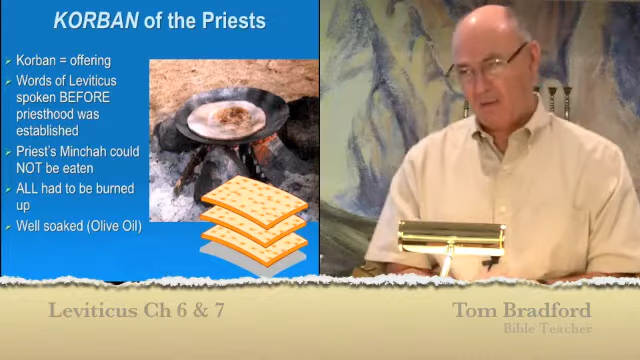 KORBAN of the Priests
Korban = offering
Words of Leviticus
spoken BEFORE
priesthood was
established
Priest's Minchah could
NOT be eaten
ALL had to be burned
up
Well soaked (Olive Oil)
Leviticus Ch 6 & 7
Tom Bradford
Bible Teacher